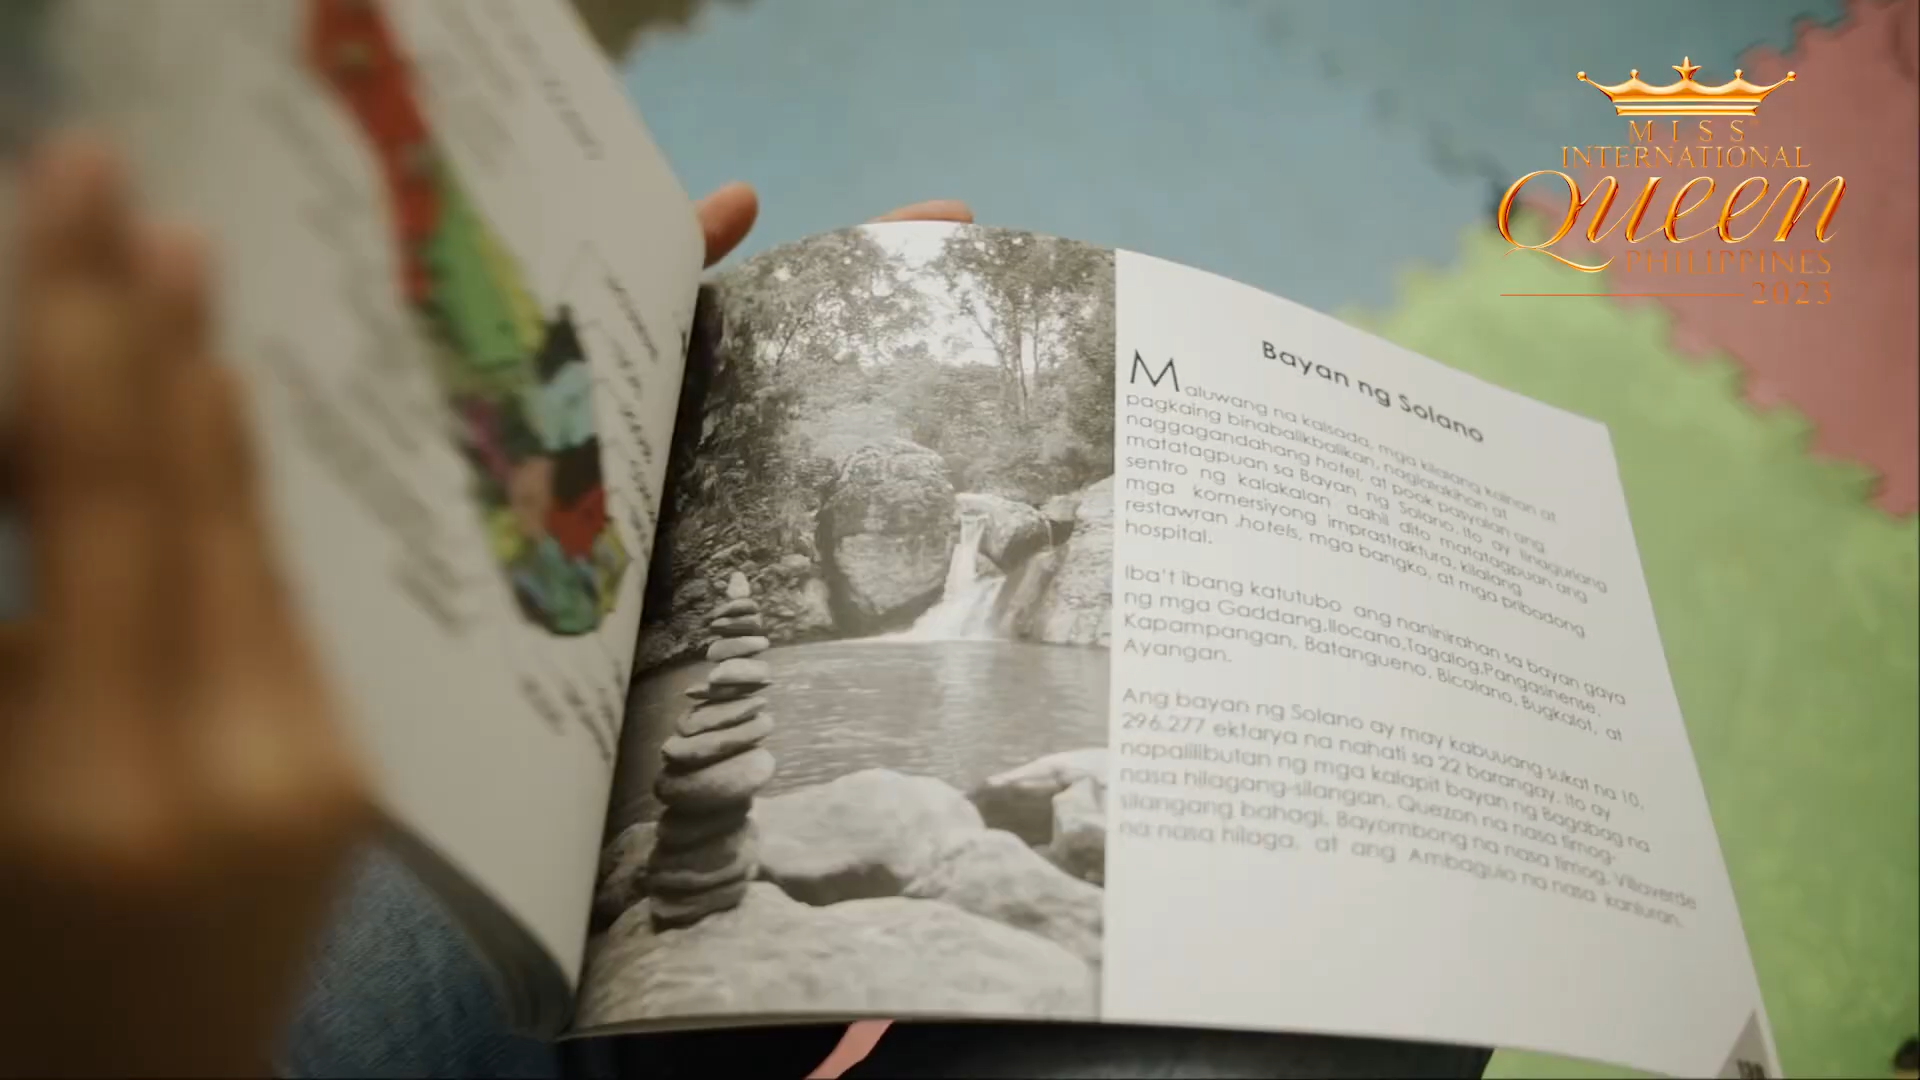 MISS
INTERNATIONAL
Queen
PHILIPPINES
2023
Bayan ng Solano
Maluwang na kalsada, mga kilalang kainan at
pagkaing binabalikbalikan, naglalakihan at
naggagandahang hotel, at pook pasyalan ang
matatagpuan sa Bayan ng Solano. Ito ay tinaguriang
sentro ng kalakalan dahil dito matatagpuan ang
mga komersiyong imprastraktura, kilalang
restawran ,hotels, mga bangko, at mga pribadong
hospital.
Iba't ibang katutubo ang naninirahan sa bayan gaya
ng mga Gaddang,Ilocano,Tagalog,Pangasinense,
Kapampangan, Batangueno, Bicolano, Bugkalot, at
Ayangan.
Ang bayan ng Solano ay may kabuuang sukat na 10,
296.277 ektarya na nahati sa 22 barangay. Ito ay
napaliIibutan ng mga kalapit bayan ng Bagabag na
nasa hilagang-silangan, Quezon na nasa timog-
silangang bahagi, Bayombong na nasa timog, Villaverde
na nasa hilaga, at ang Ambaguio na nasa kanluran.